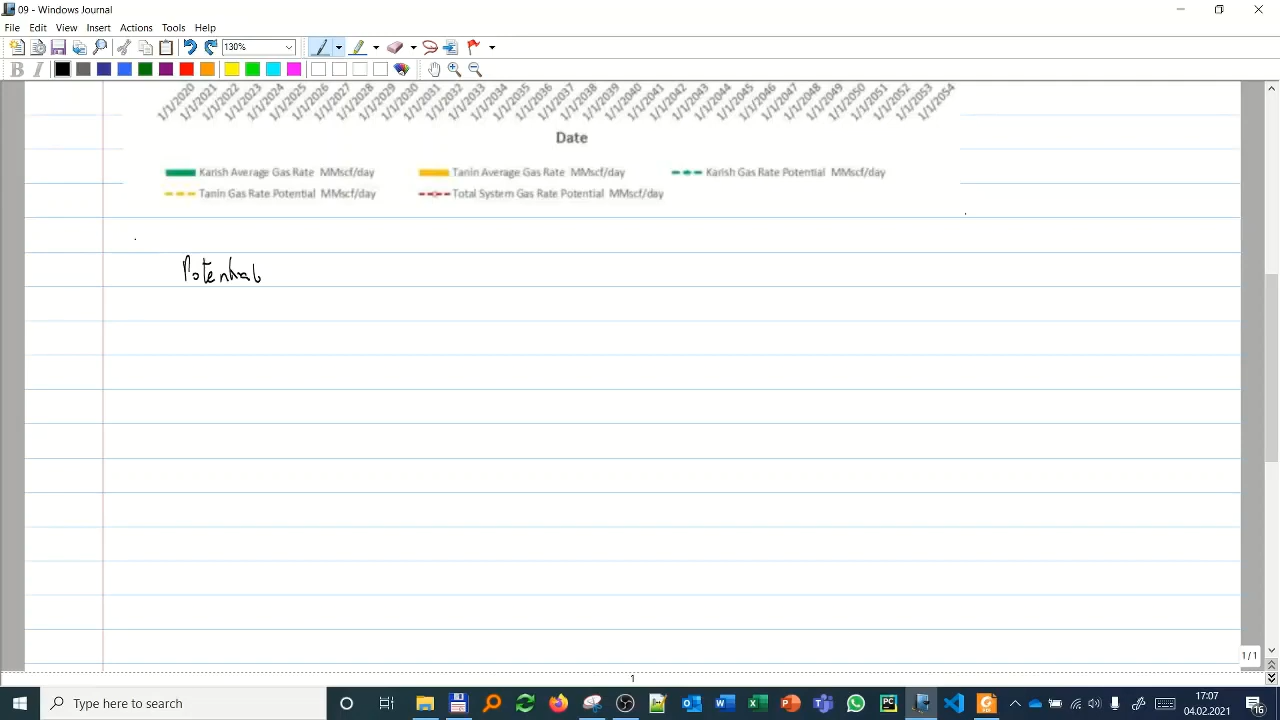 09 - Windows Journal
File Edit View Insert Actions Tools Help
130%
B I
1/1/2020 1/1/2021 1/1/2022 1/1/2023 1/1/2024 1/1/2025 1/1/2026 1/1/2027 1/1/2028 1/1/2029 1/1/2030 1/1/2031 1/1/2032 1/1/2033 1/1/2034 1/1/2035 1/1/2036 1/1/2037 1/1/2038 1/1/2039 1/1/2040 1/1/2041 1/1/2042 1/1/2043 1/1/2044 1/1/2045 1/1/2046 1/1/2047 1/1/2048 1/1/2049 1/1/2050 1/1/2051 1/1/2052 1/1/2053 1/1/2054
Date
Karish Average Gas Rate MMscf/day Tanin Average Gas Rate MMscf/day Karish Gas Rate Potential MMscf/day
Tanin Gas Rate Potential MMscf/day Total System Gas Rate Potential MMscf/day
Potential
1 / 1
1
Type here to search
17:07
04.02.2021
16